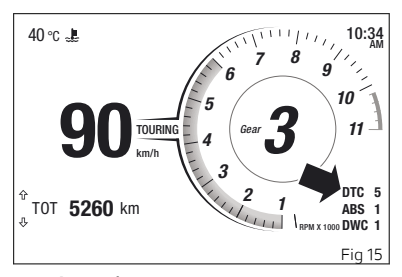 40 °C
10:34
AM
7
8
6
9
5
10
TOURING
90
4
Gear
3
11
km/h
3
2
1
DTC 5
ABS 1
RPM X 1000
DWC 1
TOT 5260 km
Fig 15